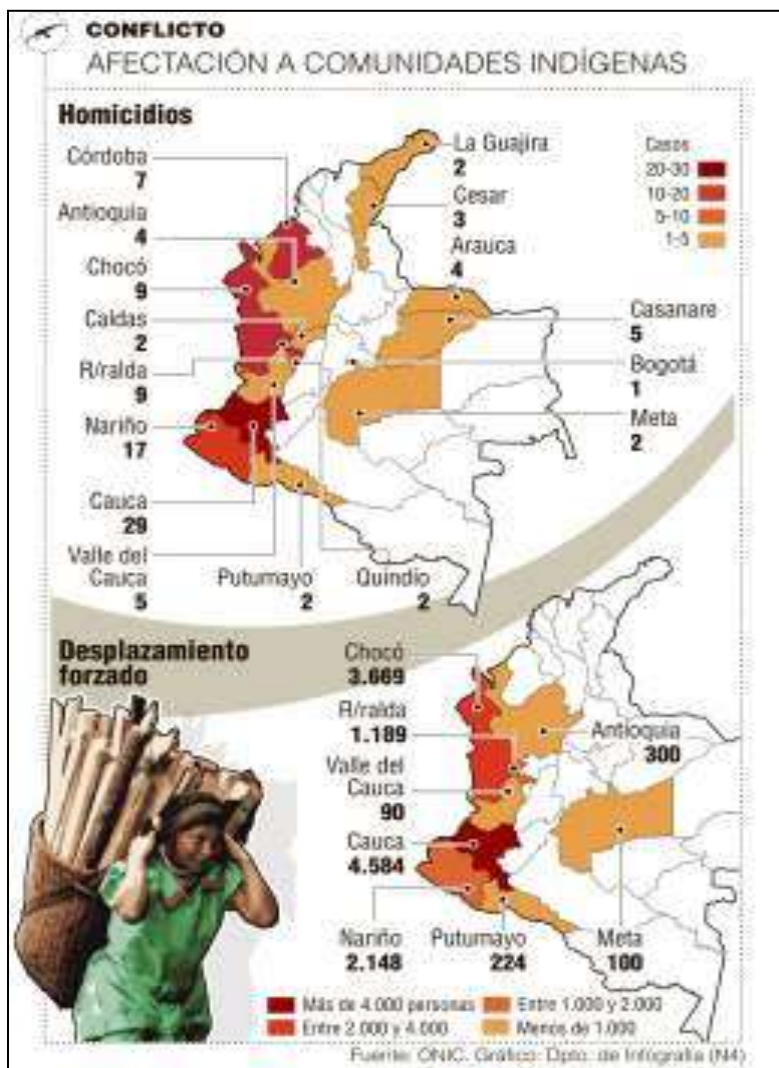 CONFLICTO
AFECTACIÓN A COMUNIDADES INDÍGENAS
Homicidios
Córdoba
7
Antioquia
4
Chocó
9
Caldas
2
R/ralda
9
Nariño
17
Cauca
29
Valle del
Cauca
5
Putumayo
2
Quindío
2
La Guajira
2
Cesar
3
Arauca
4
Casanare
5
Bogotá
1
Meta
2
Casos
20-30
10-20
5-10
1-5
Desplazamiento
forzado
Chocó
3.669
R/ralda
1.189
Valle del
Cauca
90
Cauca
4.584
Nariño
2.148
Putumayo
224
Meta
100
Antioquia
300
Más de 4.000 personas
Entre 2.000 y 4.000
Entre 1.000 y 2.000
Menos de 1.000
Fuente: ONIC. Gráfico: Dpto. de Infografía (N4)